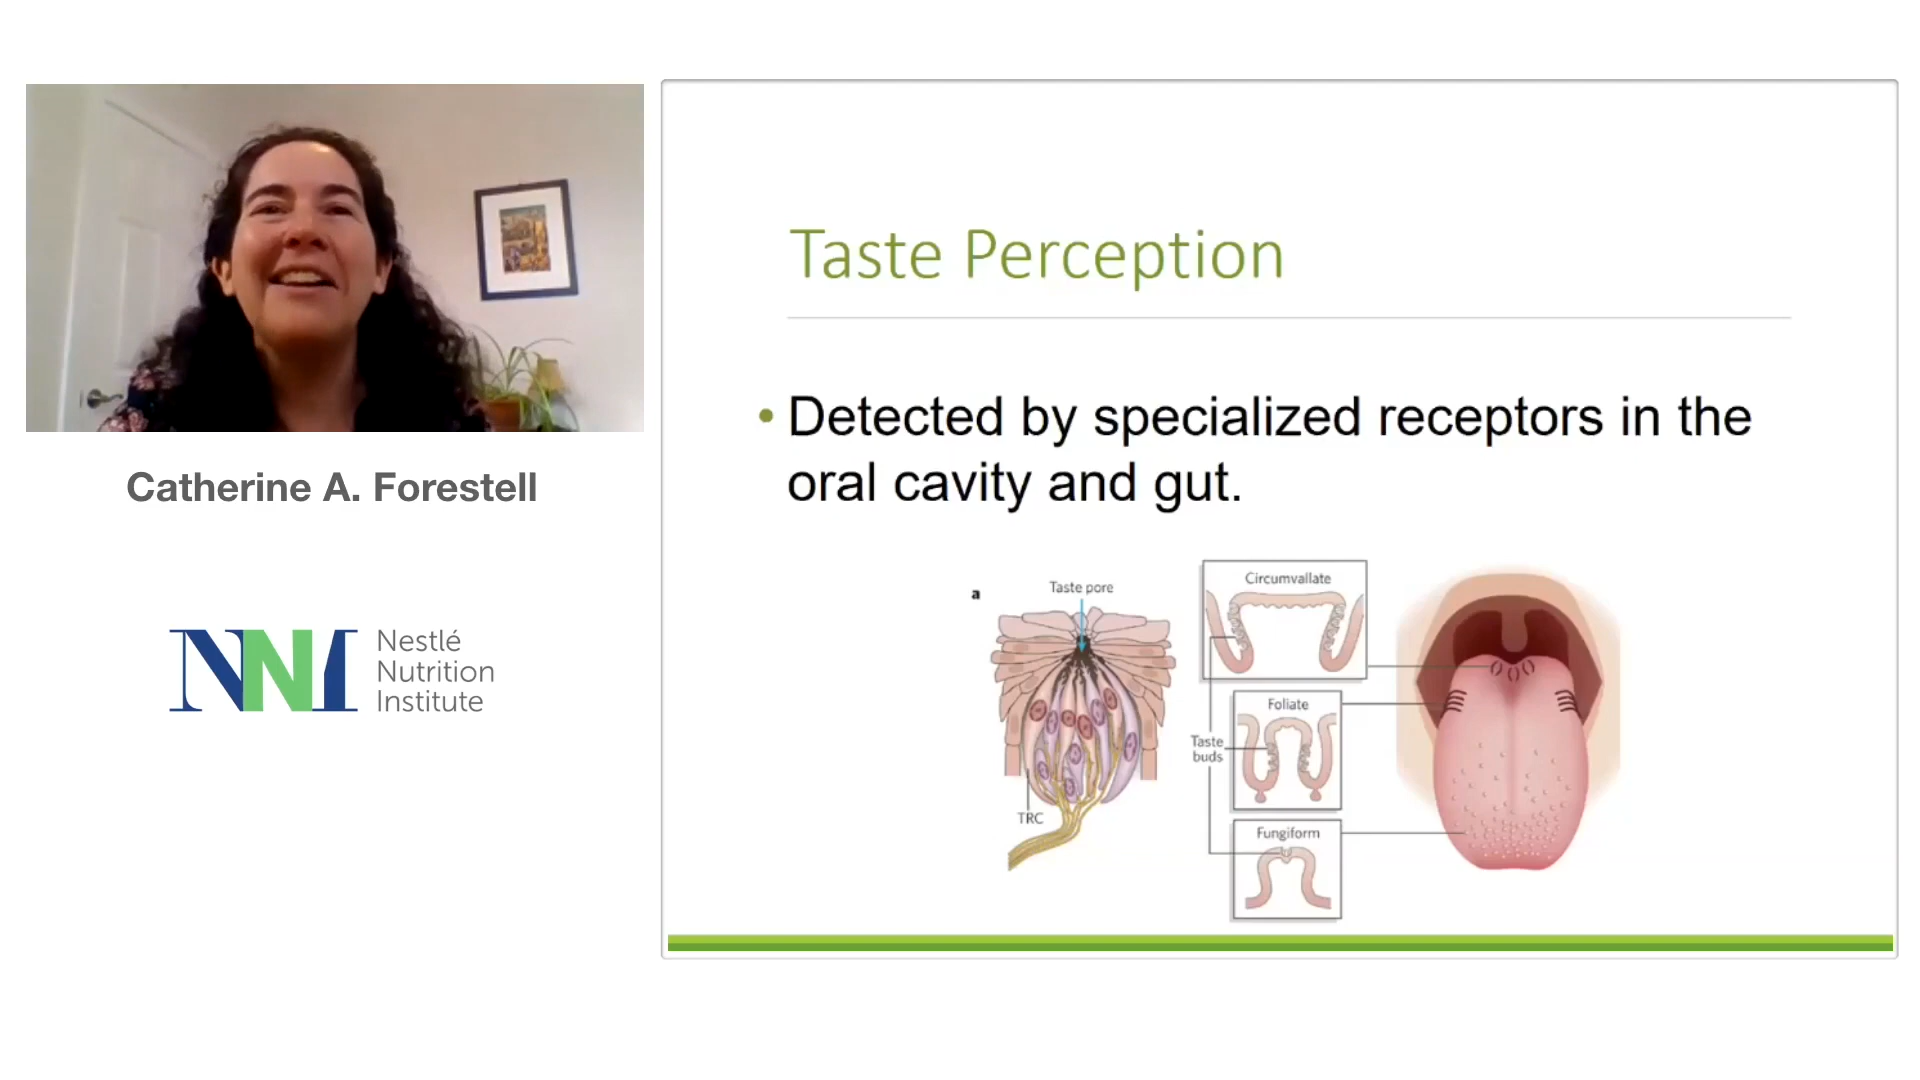 Catherine A. Forestell
NNI
Nestlé
Nutrition
Institute
Taste Perception
• Detected by specialized receptors in the
oral cavity and gut.
a
Taste pore
TRC
Circumvallate
Foliate
Taste
buds
Fungiform